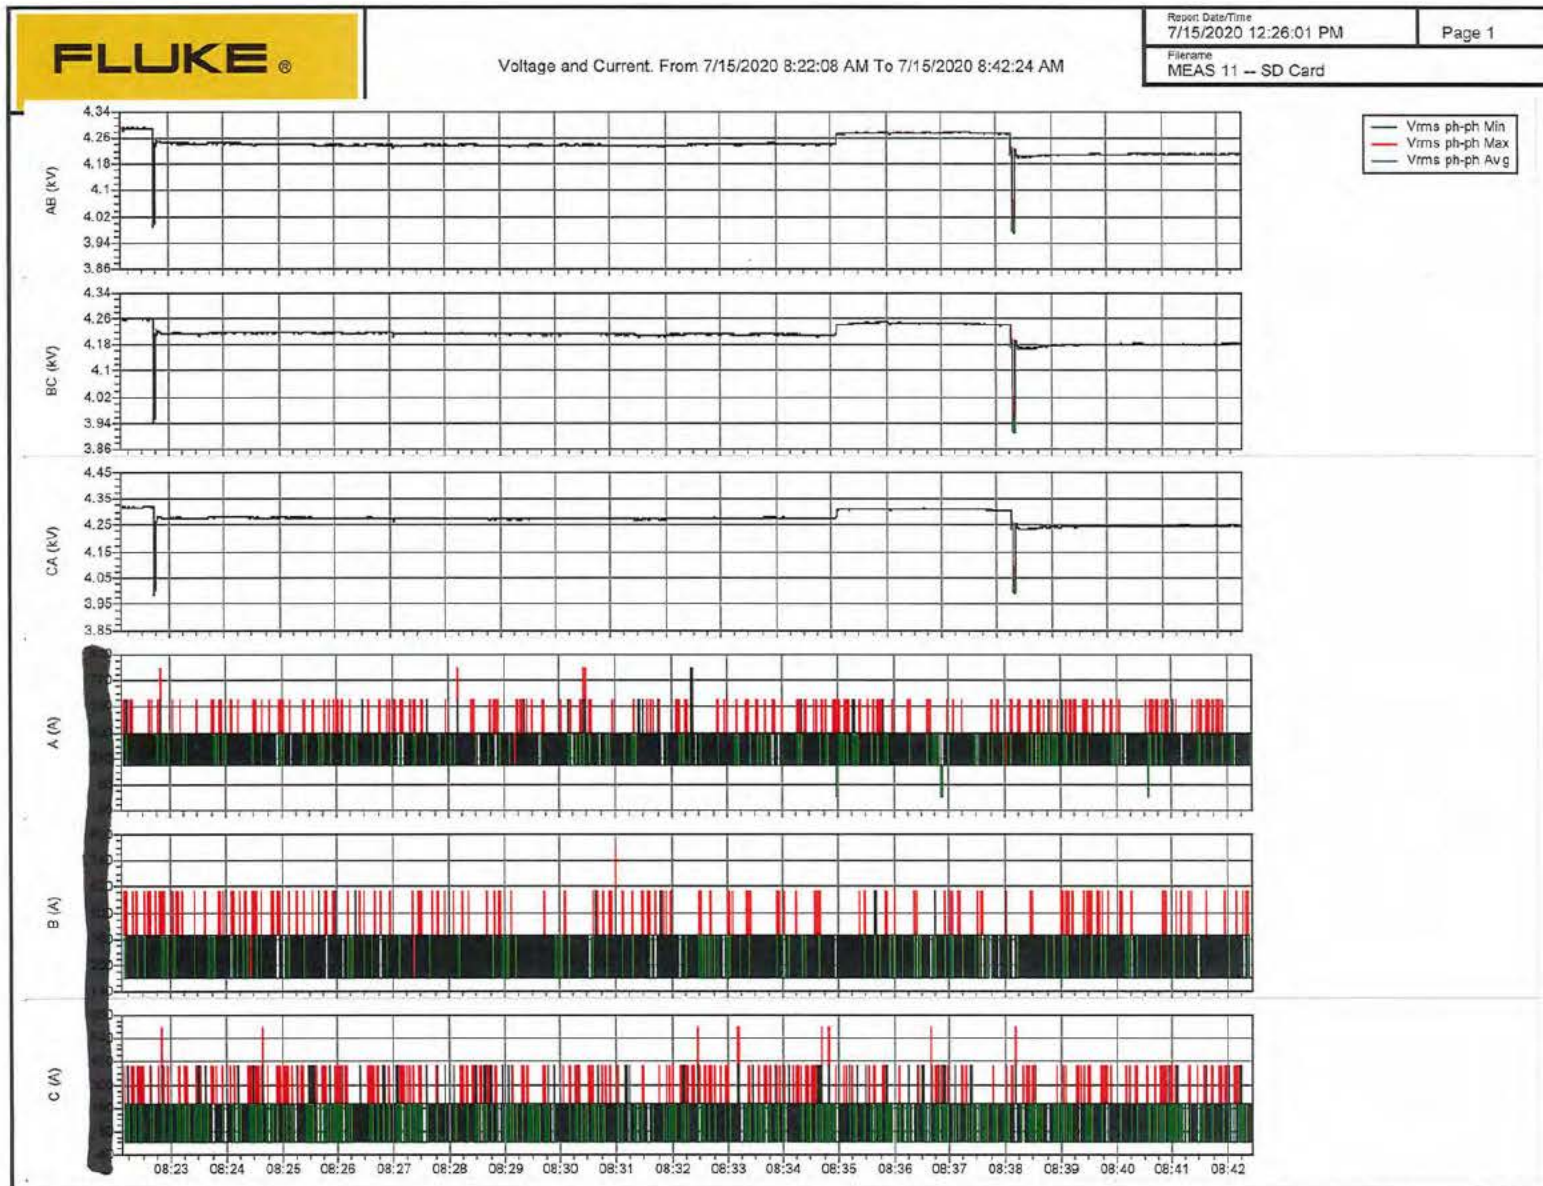 FLUKE ®
Voltage and Current. From 7/15/2020 8:22:08 AM To 7/15/2020 8:42:24 AM
Report Date/Time
7/15/2020 12:26:01 PM
Page 1
Filename
MEAS 11 -- SD Card
Vrms ph-ph Min
Vrms ph-ph Max
Vrms ph-ph Avg
AB (kV)
4.34
4.26
4.18
4.1
4.02
3.94
3.86
BC (kV)
4.34
4.26
4.18
4.1
4.02
3.94
3.86
CA (kV)
4.45
4.35
4.25
4.15
4.05
3.95
3.85
A (A)
B (A)
C (A)
08:23 08:24 08:25 08:26 08:27 08:28 08:29 08:30 08:31 08:32 08:33 08:34 08:35 08:36 08:37 08:38 08:39 08:40 08:41 08:42